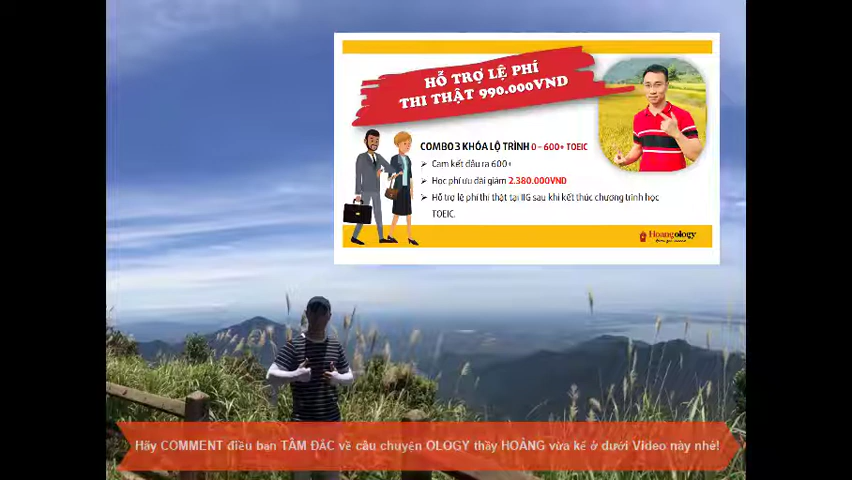 HỖ TRỢ LỆ PHÍ
THI THẬT 990.000VND
COMBO 3 KHÓA LỘ TRÌNH 0 – 600+ TOEIC
Cam kết đầu ra 600+
Học phí ưu đãi giảm 2.380.000VND
Hỗ trợ lệ phí thi thật tại IIG sau khi kết thúc chương trình học
TOEIC.
Hoangology
Hãy COMMENT điều bạn TÂM ĐẮC về câu chuyện OLOGY thầy HOÀNG vừa kể ở dưới Video này nhé!